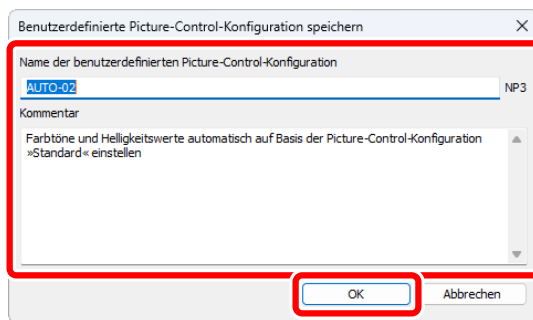 Benutzerdefinierte Picture-Control-Konfiguration speichern
Name der benutzerdefinierten Picture-Control-Konfiguration
AUTO-02 NP3
Kommentar
Farbtöne und Helligkeitswerte automatisch auf Basis der Picture-Control-Konfiguration
»Standard« einstellen
OK Abbrechen